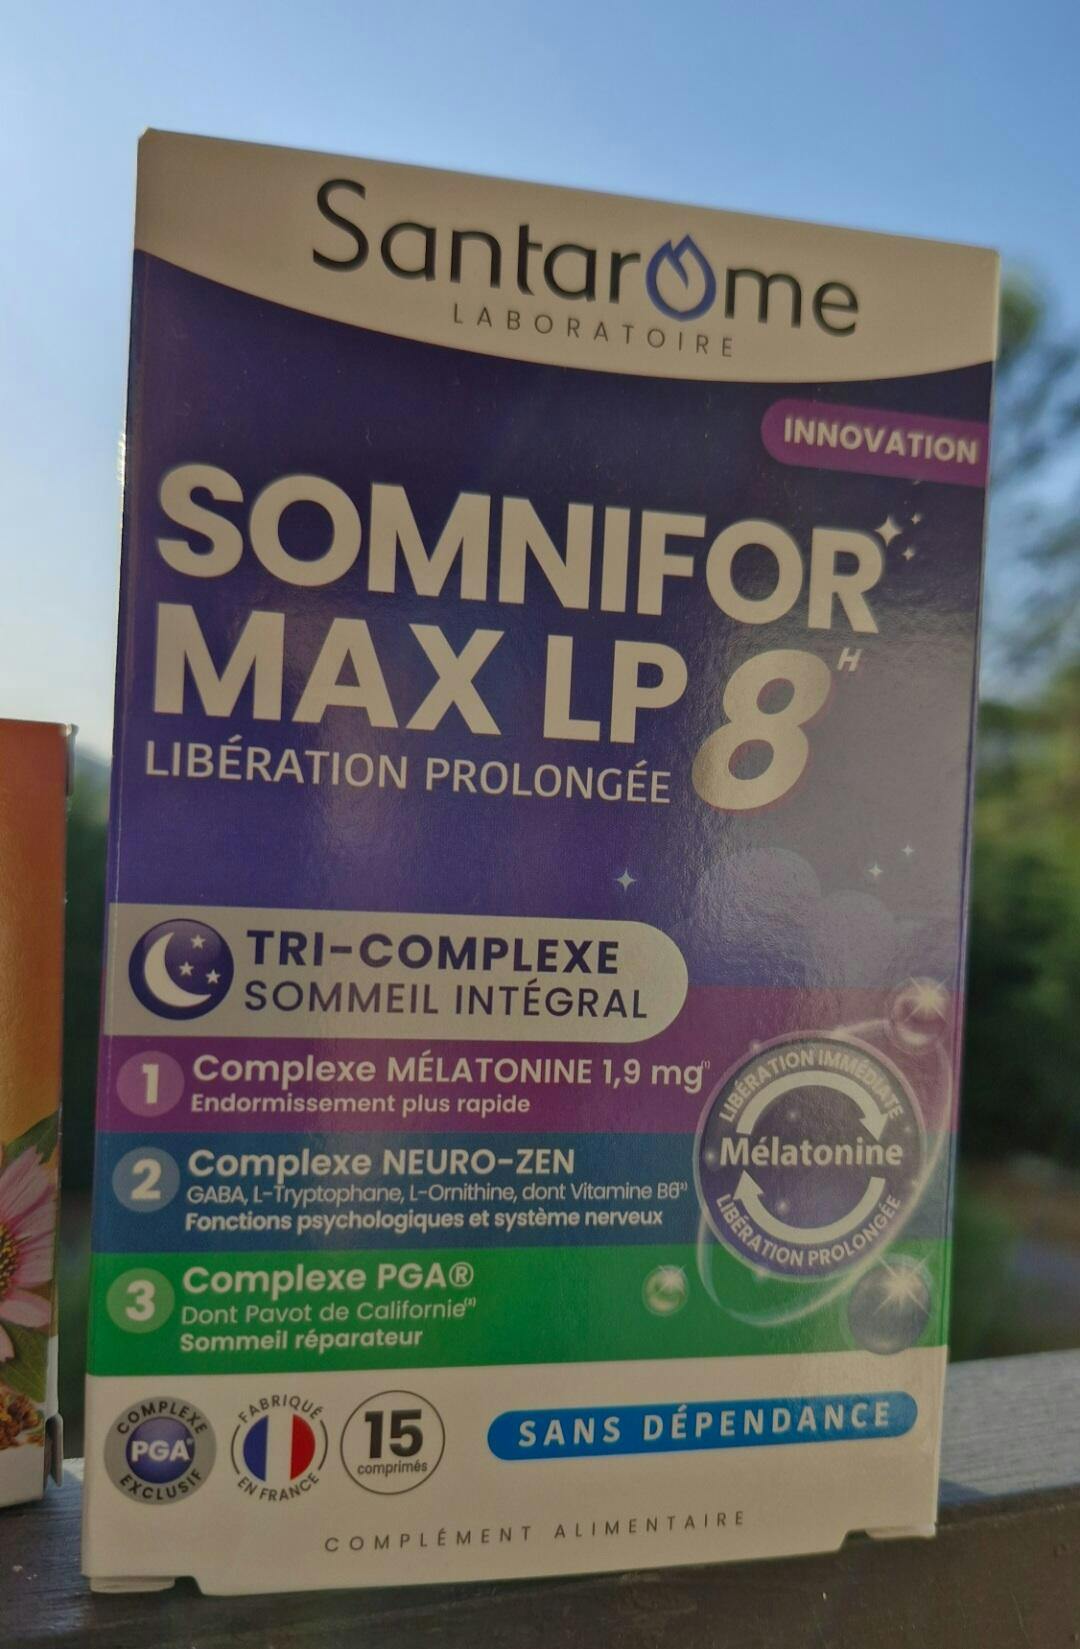 Santarome
LABORATOIRE
INNOVATION
SOMNIFOR
MAX LP 8H
LIBÉRATION PROLONGÉE
TRI-COMPLEXE
SOMMEIL INTÉGRAL
1 Complexe MÉLATONINE 1,9 mg(1)
Endormissement plus rapide
LIBÉRATION IMMÉDIATE
Mélatonine
LIBÉRATION PROLONGÉE
2 Complexe NEURO-ZEN
GABA, L-Tryptophane, L-Ornithine, dont Vitamine B6(2)
Fonctions psychologiques et système nerveux
3 Complexe PGA®
Dont Pavot de Californie(3)
Sommeil réparateur
COMPLEXE
PGA
EXCLUSIF
FABRIQUÉ
EN FRANCE
15
comprimés
SANS DÉPENDANCE
COMPLÉMENT ALIMENTAIRE